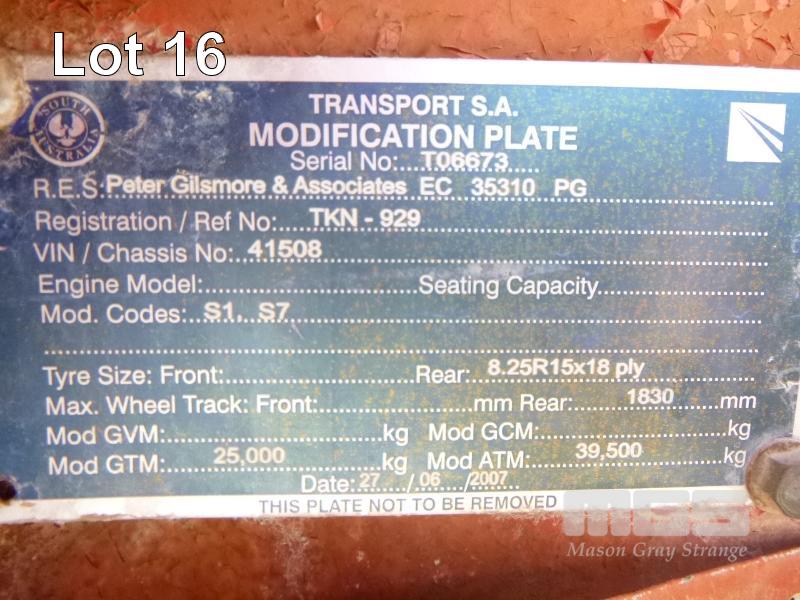 Lot 16
SOUTH AUSTRALIA
TRANSPORT S.A.
MODIFICATION PLATE
Serial No:....T06673.....
R.E.S:Peter Gilsmore & Associates EC 35310 PG
Registration / Ref No:.....TKN - 929
VIN / Chassis No:..41508
Engine Model:........................Seating Capacity........................
Mod. Codes:..S1, S7
Tyre Size: Front:........................Rear:..8.25R15x18 ply
Max. Wheel Track: Front:........................mm Rear:........1830........mm
Mod GVM:........................kg Mod GCM:........................kg
Mod GTM:........25,000........kg Mod ATM:........39,500........kg
Date:27..../..06..../2007..
THIS PLATE NOT TO BE REMOVED
MGS
Mason Gray Strange